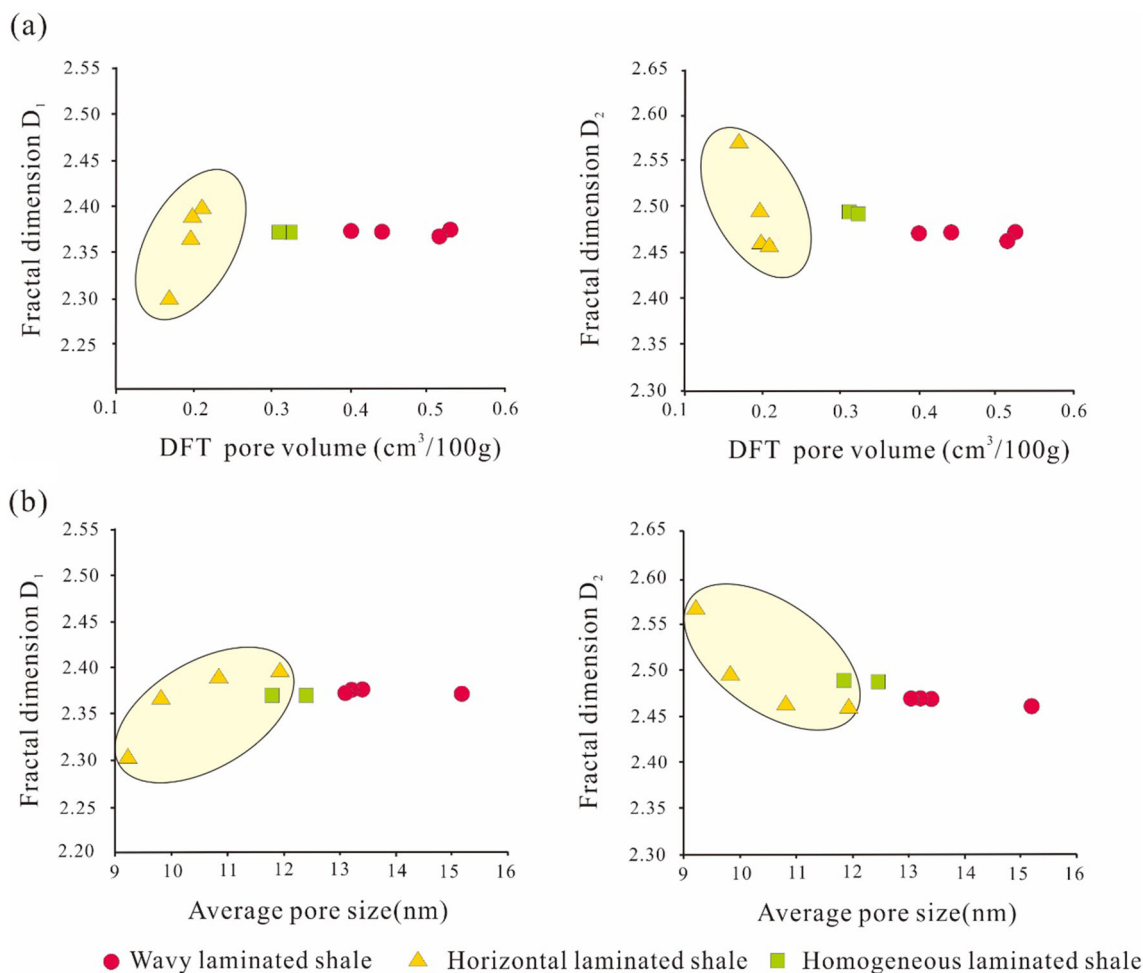 (a)
2.55
2.50
2.45
2.40
2.35
2.30
2.25
Fractal dimension D₁
0.1 0.2 0.3 0.4 0.5 0.6
DFT pore volume (cm³/100g)
2.65
2.60
2.55
2.50
2.45
2.40
2.35
2.30
Fractal dimension D₂
0.1 0.2 0.3 0.4 0.5 0.6
DFT pore volume (cm³/100g)
(b)
2.55
2.50
2.45
2.40
2.35
2.30
2.25
2.20
Fractal dimension D₁
9 10 11 12 13 14 15 16
Average pore size(nm)
2.65
2.60
2.55
2.50
2.45
2.40
2.35
2.30
Fractal dimension D₂
9 10 11 12 13 14 15 16
Average pore size(nm)
Wavy laminated shale Horizontal laminated shale Homogeneous laminated shale